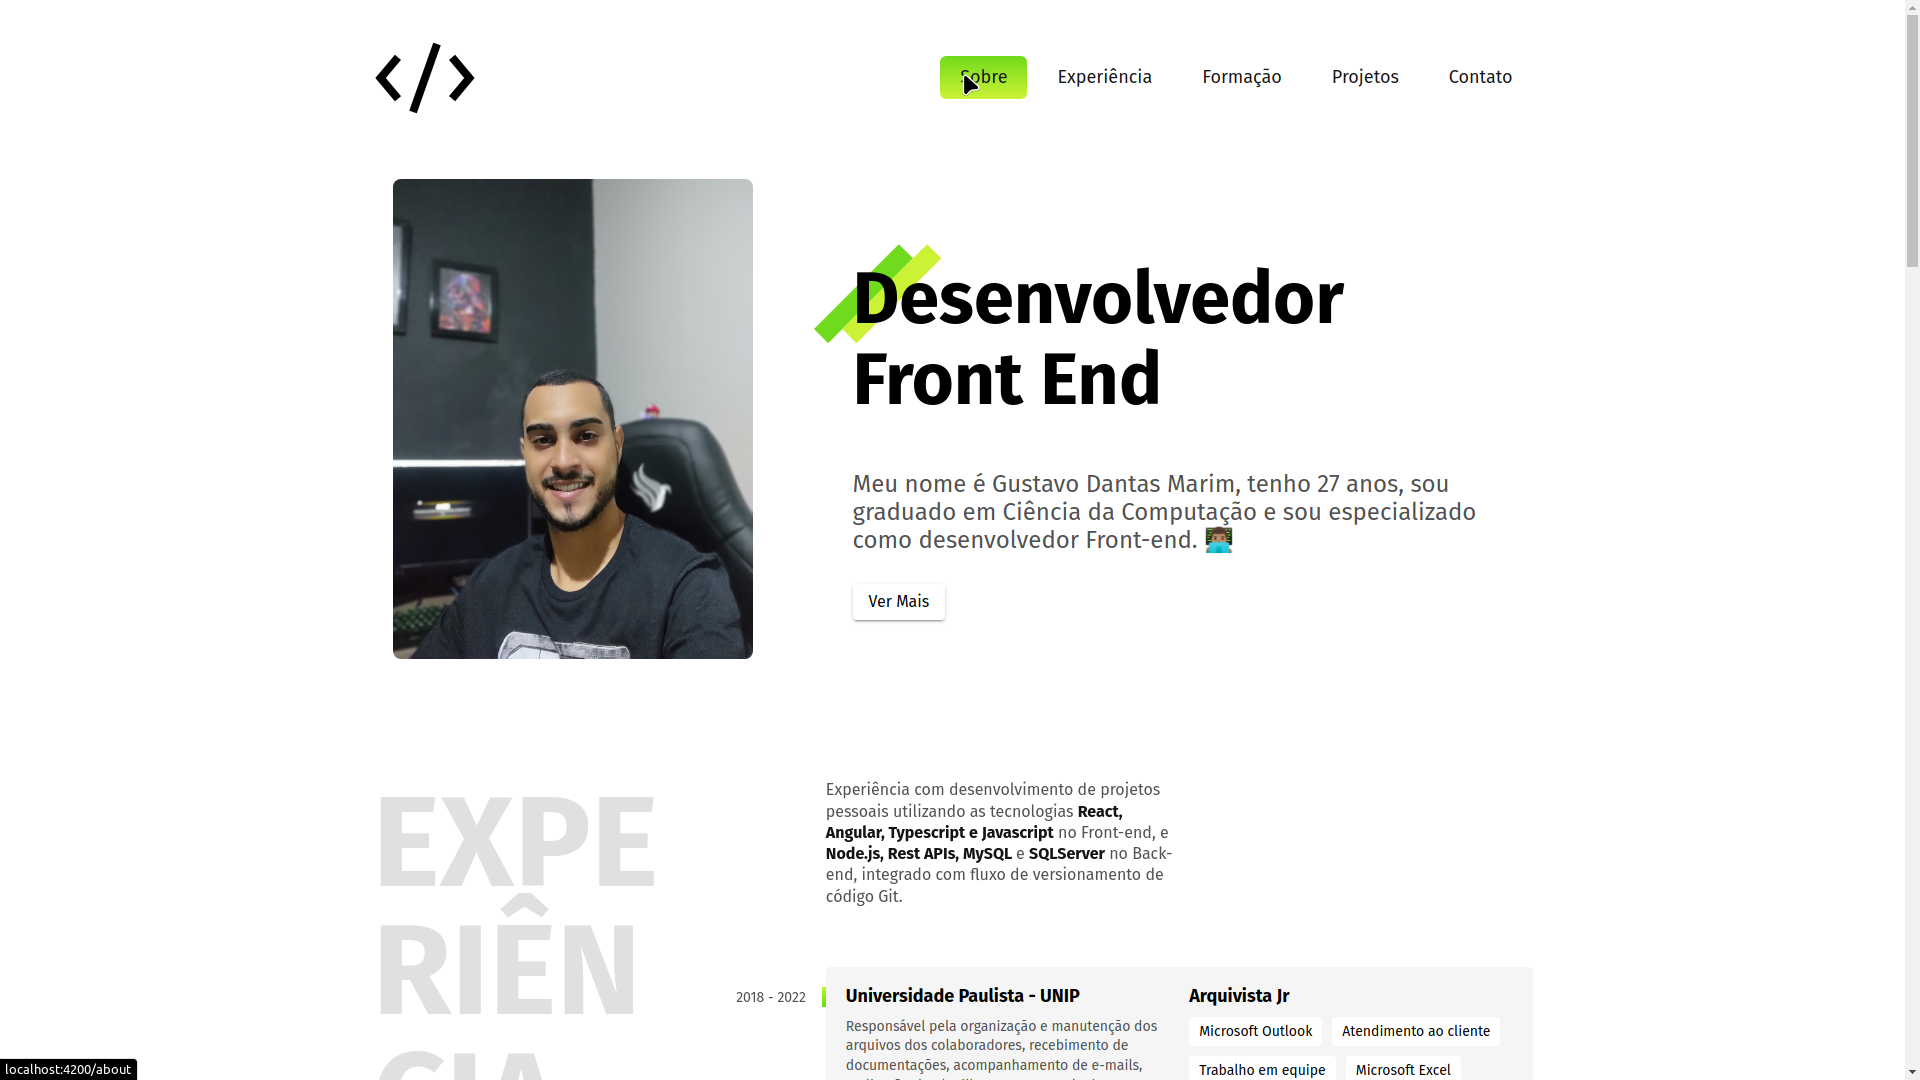 </>
Sobre
Experiência
Formação
Projetos
Contato
Desenvolvedor
Front End
Meu nome é Gustavo Dantas Marim, tenho 27 anos, sou
graduado em Ciência da Computação e sou especializado
como desenvolvedor Front-end. 👨🏽‍💻
Ver Mais
EXPE
RIÊN
CIA
Experiência com desenvolvimento de projetos
pessoais utilizando as tecnologias React,
Angular, Typescript e Javascript no Front-end, e
Node.js, Rest APIs, MySQL e SQLServer no Back-
end, integrado com fluxo de versionamento de
código Git.
2018 - 2022
Universidade Paulista - UNIP
Responsável pela organização e manutenção dos
arquivos dos colaboradores, recebimento de
documentações, acompanhamento de e-mails,
Arquivista Jr
Microsoft Outlook
Atendimento ao cliente
Trabalho em equipe
Microsoft Excel
localhost:4200/about